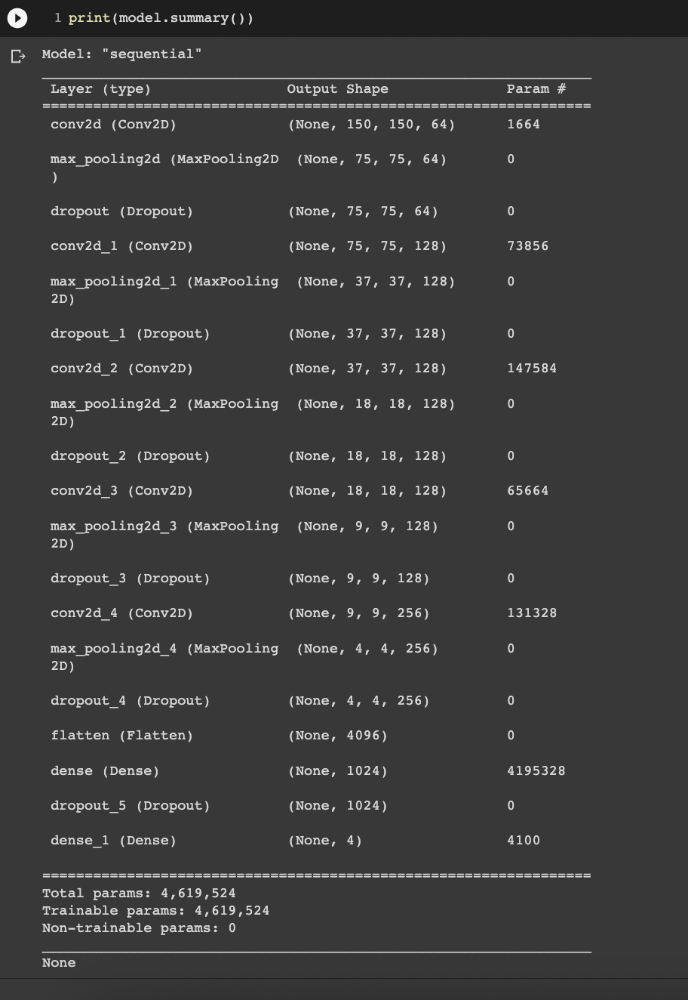 1 print(model.summary())
Model: "sequential"
Layer (type) Output Shape Param #
=================================================================
conv2d (Conv2D) (None, 150, 150, 64) 1664
max_pooling2d (MaxPooling2D (None, 75, 75, 64) 0
)
dropout (Dropout) (None, 75, 75, 64) 0
conv2d_1 (Conv2D) (None, 75, 75, 128) 73856
max_pooling2d_1 (MaxPooling (None, 37, 37, 128) 0
2D)
dropout_1 (Dropout) (None, 37, 37, 128) 0
conv2d_2 (Conv2D) (None, 37, 37, 128) 147584
max_pooling2d_2 (MaxPooling (None, 18, 18, 128) 0
2D)
dropout_2 (Dropout) (None, 18, 18, 128) 0
conv2d_3 (Conv2D) (None, 18, 18, 128) 65664
max_pooling2d_3 (MaxPooling (None, 9, 9, 128) 0
2D)
dropout_3 (Dropout) (None, 9, 9, 128) 0
conv2d_4 (Conv2D) (None, 9, 9, 256) 131328
max_pooling2d_4 (MaxPooling (None, 4, 4, 256) 0
2D)
dropout_4 (Dropout) (None, 4, 4, 256) 0
flatten (Flatten) (None, 4096) 0
dense (Dense) (None, 1024) 4195328
dropout_5 (Dropout) (None, 1024) 0
dense_1 (Dense) (None, 4) 4100
=================================================================
Total params: 4,619,524
Trainable params: 4,619,524
Non-trainable params: 0
None